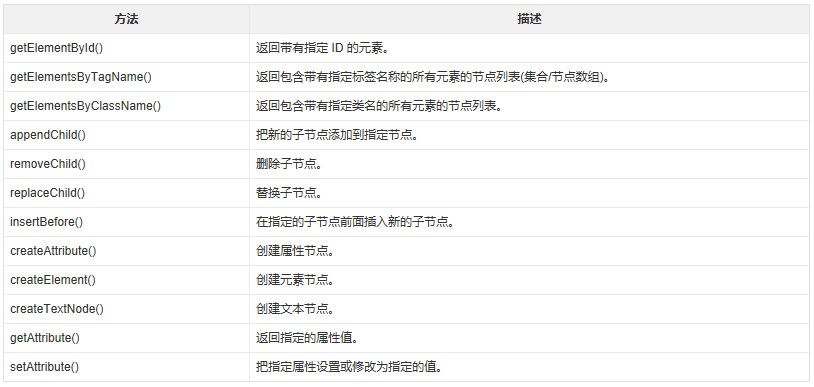 方法 描述
getElementById() 返回带有指定 ID 的元素。
getElementsByTagName() 返回包含带有指定标签名称的所有元素的节点列表(集合/节点数组)。
getElementsByClassName() 返回包含带有指定类名的所有元素的节点列表。
appendChild() 把新的子节点添加到指定节点。
removeChild() 删除子节点。
replaceChild() 替换子节点。
insertBefore() 在指定的子节点前面插入新的子节点。
createAttribute() 创建属性节点。
createElement() 创建元素节点。
createTextNode() 创建文本节点。
getAttribute() 返回指定的属性值。
setAttribute() 把指定属性设置或修改为指定的值。